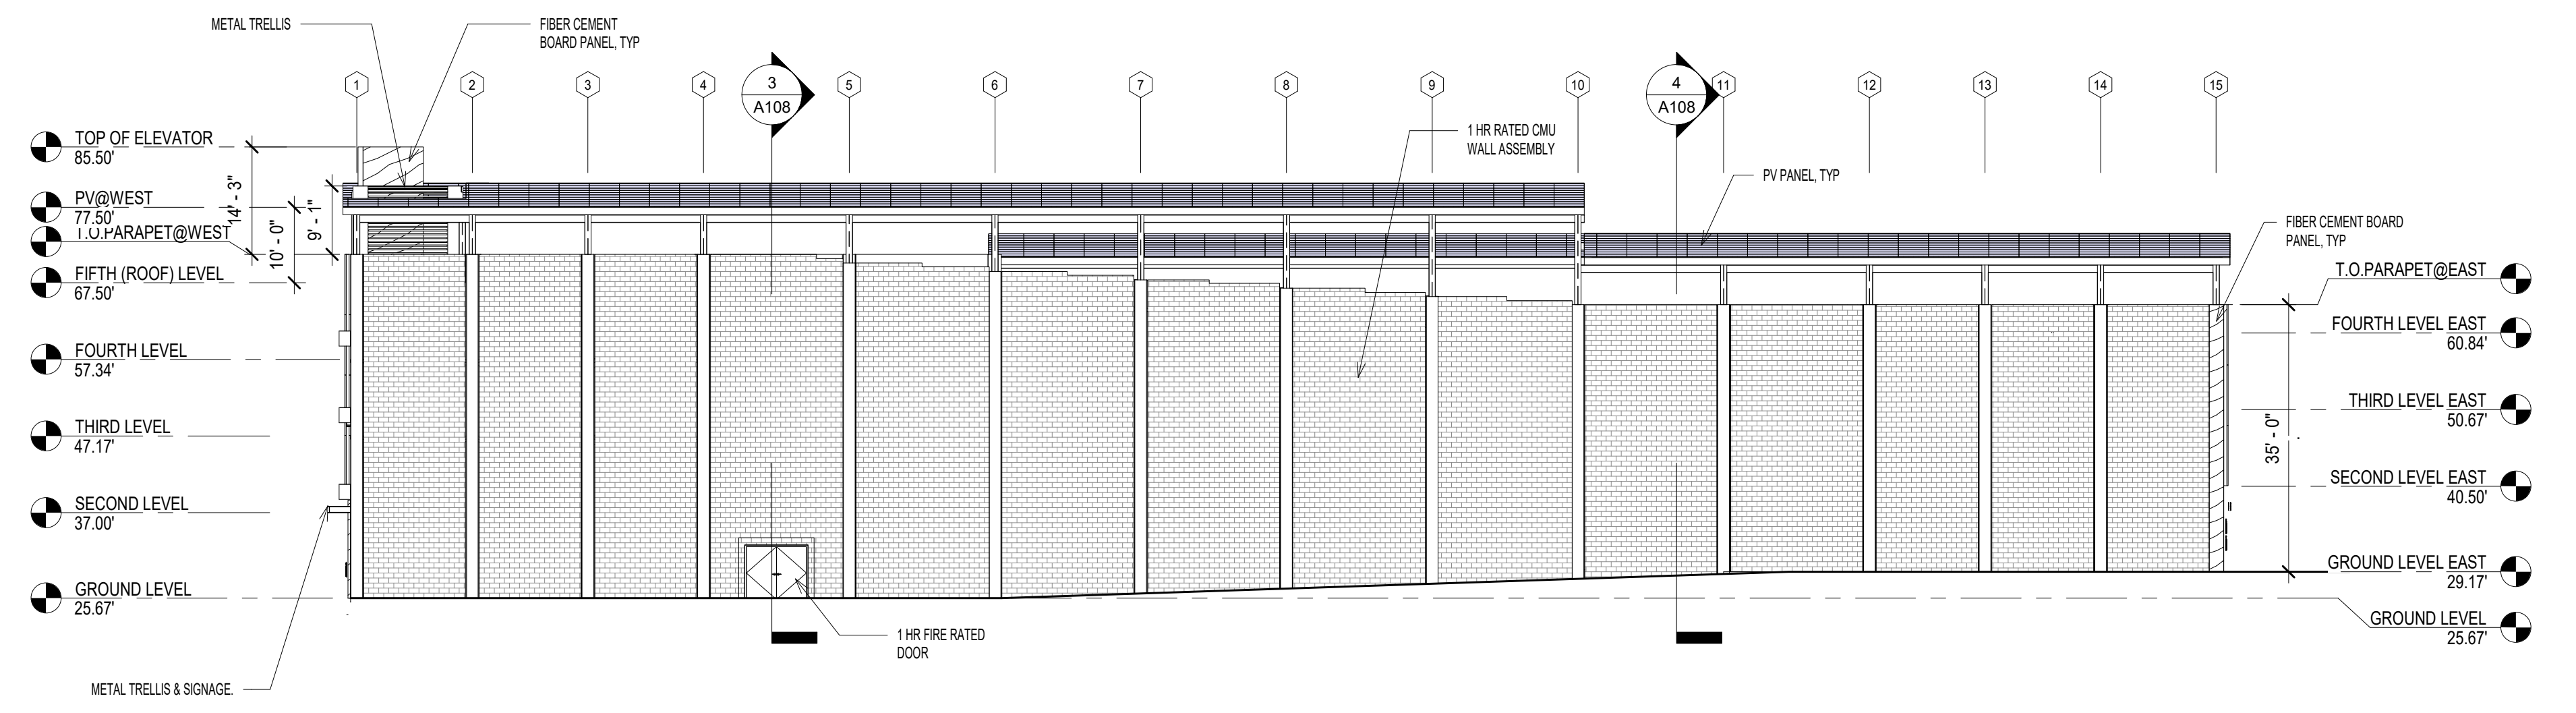 METAL TRELLIS
FIBER CEMENT
BOARD PANEL, TYP
1
2
3
4
3
A108
5
6
7
8
9
10
4
A108
11
12
13
14
15
1 HR RATED CMU
WALL ASSEMBLY
PV PANEL, TYP
FIBER CEMENT BOARD
PANEL, TYP
TOP OF ELEVATOR
85.50'
PV@WEST
77.50'
T.O.PARAPET@WEST
FIFTH (ROOF) LEVEL
67.50'
FOURTH LEVEL
57.34'
THIRD LEVEL
47.17'
SECOND LEVEL
37.00'
GROUND LEVEL
25.67'
14' - 3"
10' - 0"
9' - 1"
T.O.PARAPET@EAST
FOURTH LEVEL EAST
60.84'
THIRD LEVEL EAST
50.67'
SECOND LEVEL EAST
40.50'
GROUND LEVEL EAST
29.17'
GROUND LEVEL
25.67'
35' - 0"
1 HR FIRE RATED
DOOR
METAL TRELLIS & SIGNAGE.